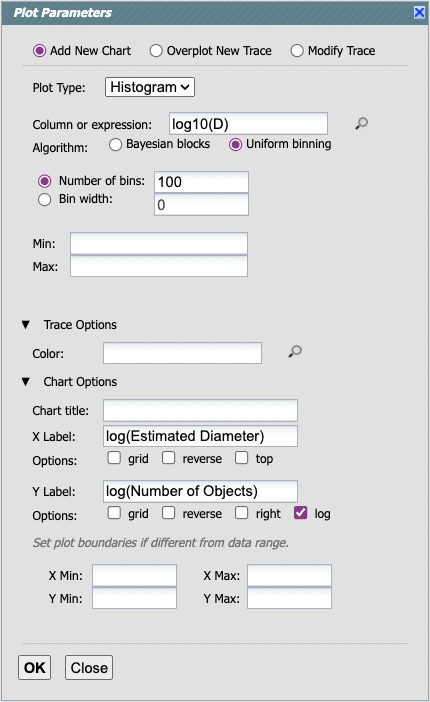 Plot Parameters
Add New Chart Overplot New Trace Modify Trace
Plot Type: Histogram
Column or expression: log10(D)
Algorithm: Bayesian blocks Uniform binning
Number of bins: 100
Bin width: 0
Min:
Max:
Trace Options
Color:
Chart Options
Chart title:
X Label: log(Estimated Diameter)
Options: grid reverse top
Y Label: log(Number of Objects)
Options: grid reverse right log
Set plot boundaries if different from data range.
X Min: X Max:
Y Min: Y Max:
OK Close